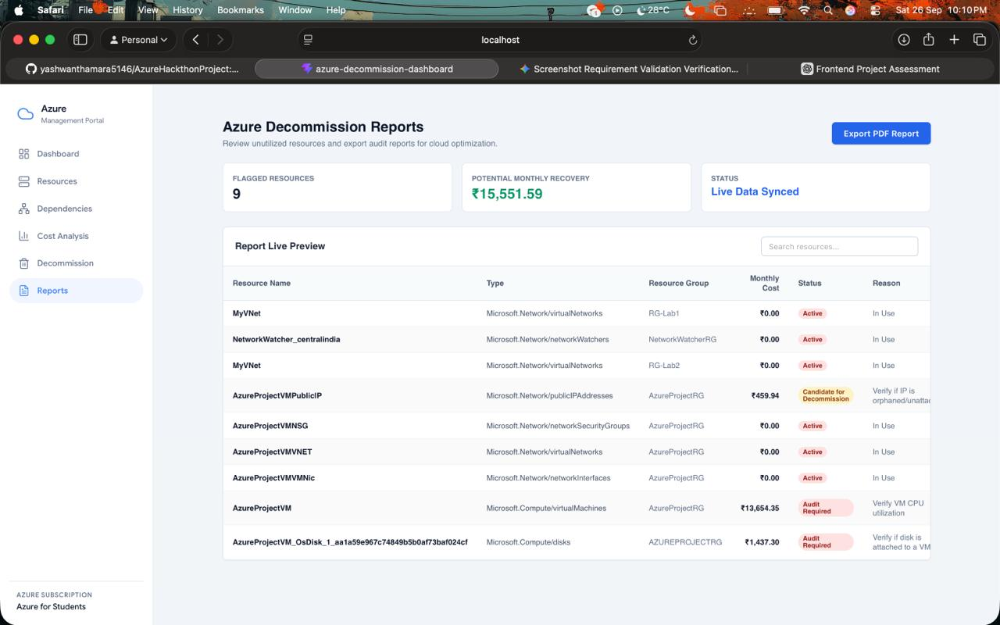 Safari File Edit View History Bookmarks Window Help 1 28°C Sat 26 Sep 10:10 PM
Personal localhost
yashwanthamara5146/AzureHackthonProject:... azure-decommission-dashboard Screenshot Requirement Validation Verification... Frontend Project Assessment
Azure
Management Portal
Dashboard
Resources
Dependencies
Cost Analysis
Decommission
Reports
AZURE SUBSCRIPTION
Azure for Students
Azure Decommission Reports
Review unutilized resources and export audit reports for cloud optimization.
Export PDF Report
FLAGGED RESOURCES
9
POTENTIAL MONTHLY RECOVERY
₹15,551.59
STATUS
Live Data Synced
Report Live Preview
Search resources...
Resource Name Type Resource Group Monthly Cost Status Reason
MyVNet Microsoft.Network/virtualNetworks RG-Lab1 ₹0.00 Active In Use
NetworkWatcher_centralindia Microsoft.Network/networkWatchers NetworkWatcherRG ₹0.00 Active In Use
MyVNet Microsoft.Network/virtualNetworks RG-Lab2 ₹0.00 Active In Use
AzureProjectVMPublicIP Microsoft.Network/publicIPAddresses AzureProjectRG ₹459.94 Candidate for Decommission Verify if IP is orphaned/unattac
AzureProjectVMNSG Microsoft.Network/networkSecurityGroups AzureProjectRG ₹0.00 Active In Use
AzureProjectVMVNET Microsoft.Network/virtualNetworks AzureProjectRG ₹0.00 Active In Use
AzureProjectVMVMNic Microsoft.Network/networkInterfaces AzureProjectRG ₹0.00 Active In Use
AzureProjectVM Microsoft.Compute/virtualMachines AzureProjectRG ₹13,654.35 Audit Required Verify VM CPU utilization
AzureProjectVM_OsDisk_1_aa1a59e967c74849b5b0af73baf024cf Microsoft.Compute/disks AZUREPROJECTRG ₹1,437.30 Audit Required Verify if disk is attached to a VM